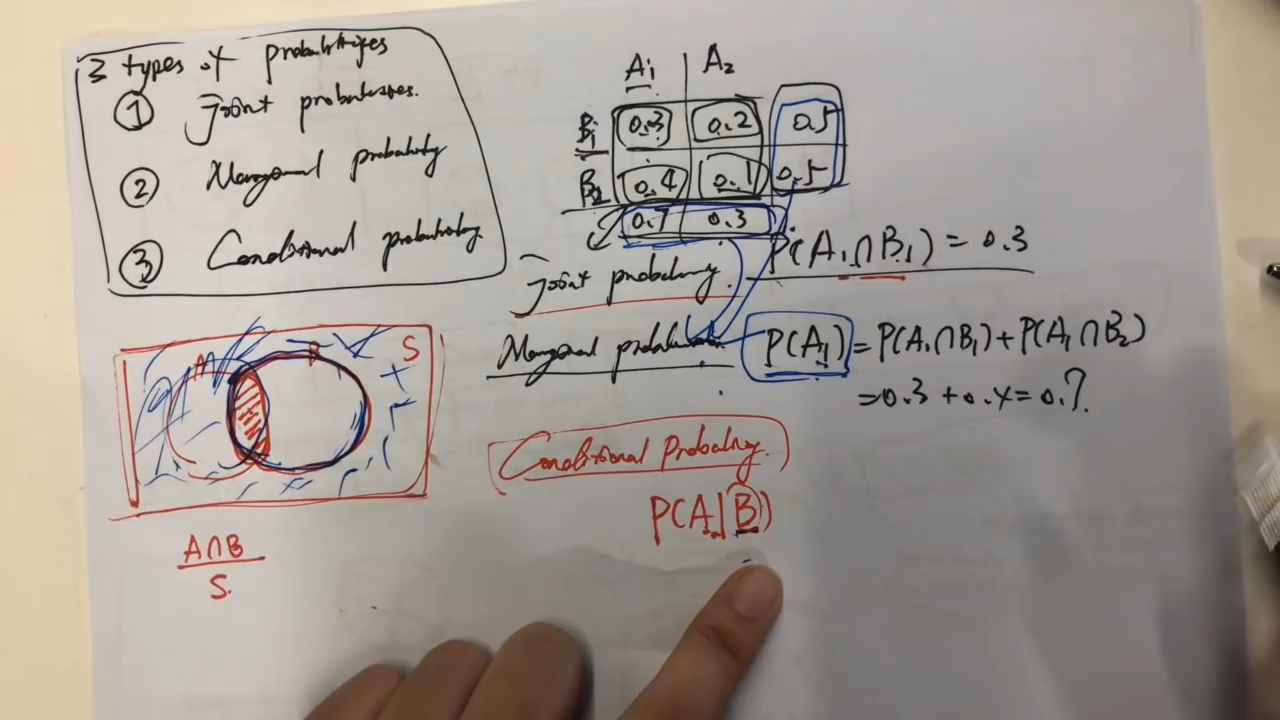 3 types of probabilities
① Joint probabilities.
② Marginal probability
③ Conditional probability
A1 A2
B1 0.3 0.2 0.5
B2 0.4 0.1 0.5
0.7 0.3
Joint probability. P(A1∩B1) = 0.3
Marginal probability P(A1) = P(A1∩B1) + P(A1∩B2)
= 0.3 + 0.4 = 0.7.
A B S
Conditional Probability.
P(A|B)
A∩B
S.